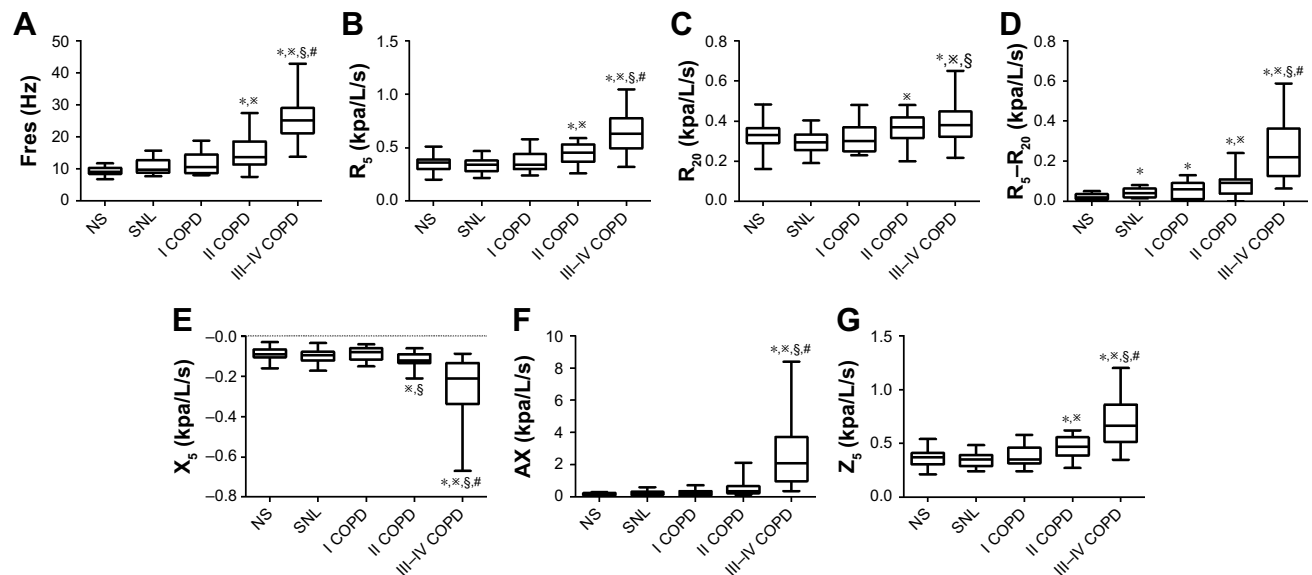 A
Fres (Hz)
50
40
30
20
10
0
*,※
*,※,§,#
NS
SNL
I COPD
II COPD
III–IV COPD
B
R5 (kpa/L/s)
1.5
1.0
0.5
0.0
*,※
*,※,§,#
NS
SNL
I COPD
II COPD
III–IV COPD
C
R20 (kpa/L/s)
0.8
0.6
0.4
0.2
0.0
※
*,※,§
NS
SNL
I COPD
II COPD
III–IV COPD
D
R5–R20 (kpa/L/s)
0.8
0.6
0.4
0.2
0.0
*
*
*,※
*,※,§,#
NS
SNL
I COPD
II COPD
III–IV COPD
E
X5 (kpa/L/s)
–0.0
–0.2
–0.4
–0.6
–0.8
※,§
*,※,§,#
NS
SNL
I COPD
II COPD
III–IV COPD
F
AX (kpa/L/s)
10
8
6
4
2
0
*,※,§,#
NS
SNL
I COPD
II COPD
III–IV COPD
G
Z5 (kpa/L/s)
1.5
1.0
0.5
0.0
*,※
*,※,§,#
NS
SNL
I COPD
II COPD
III–IV COPD